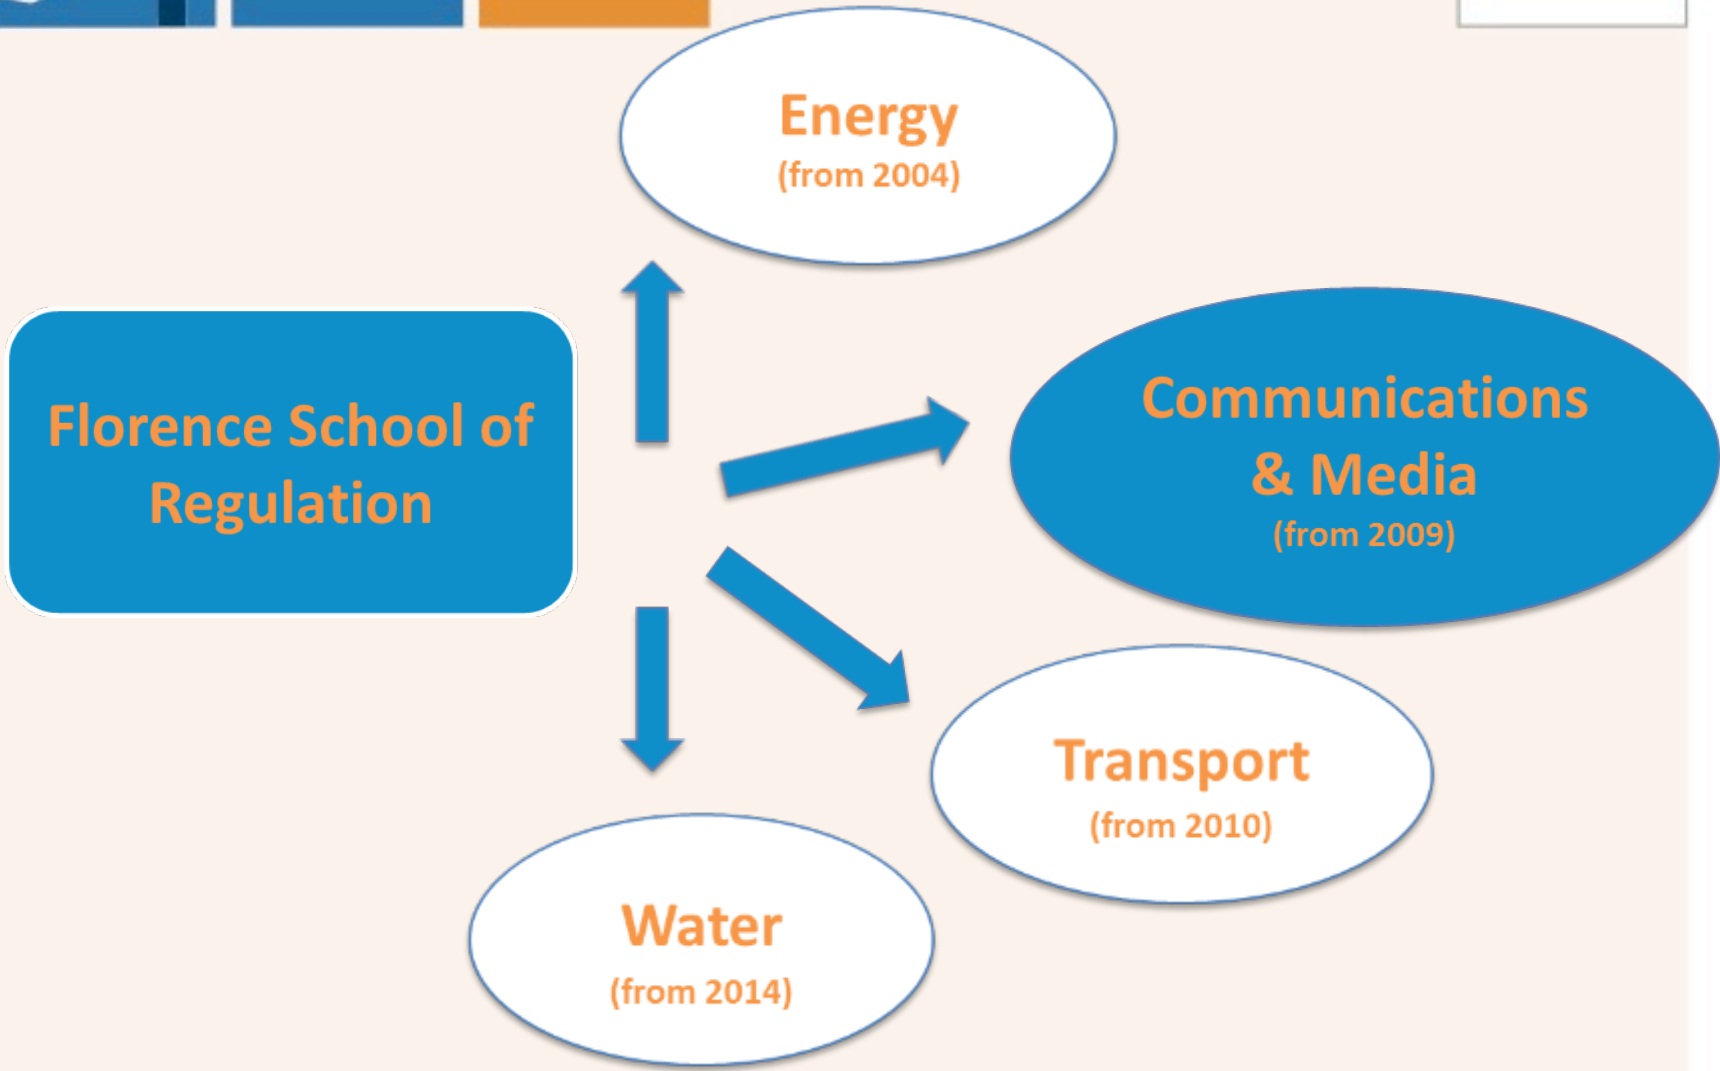 Energy
(from 2004)
Florence School of
Regulation
Communications
& Media
(from 2009)
Transport
(from 2010)
Water
(from 2014)